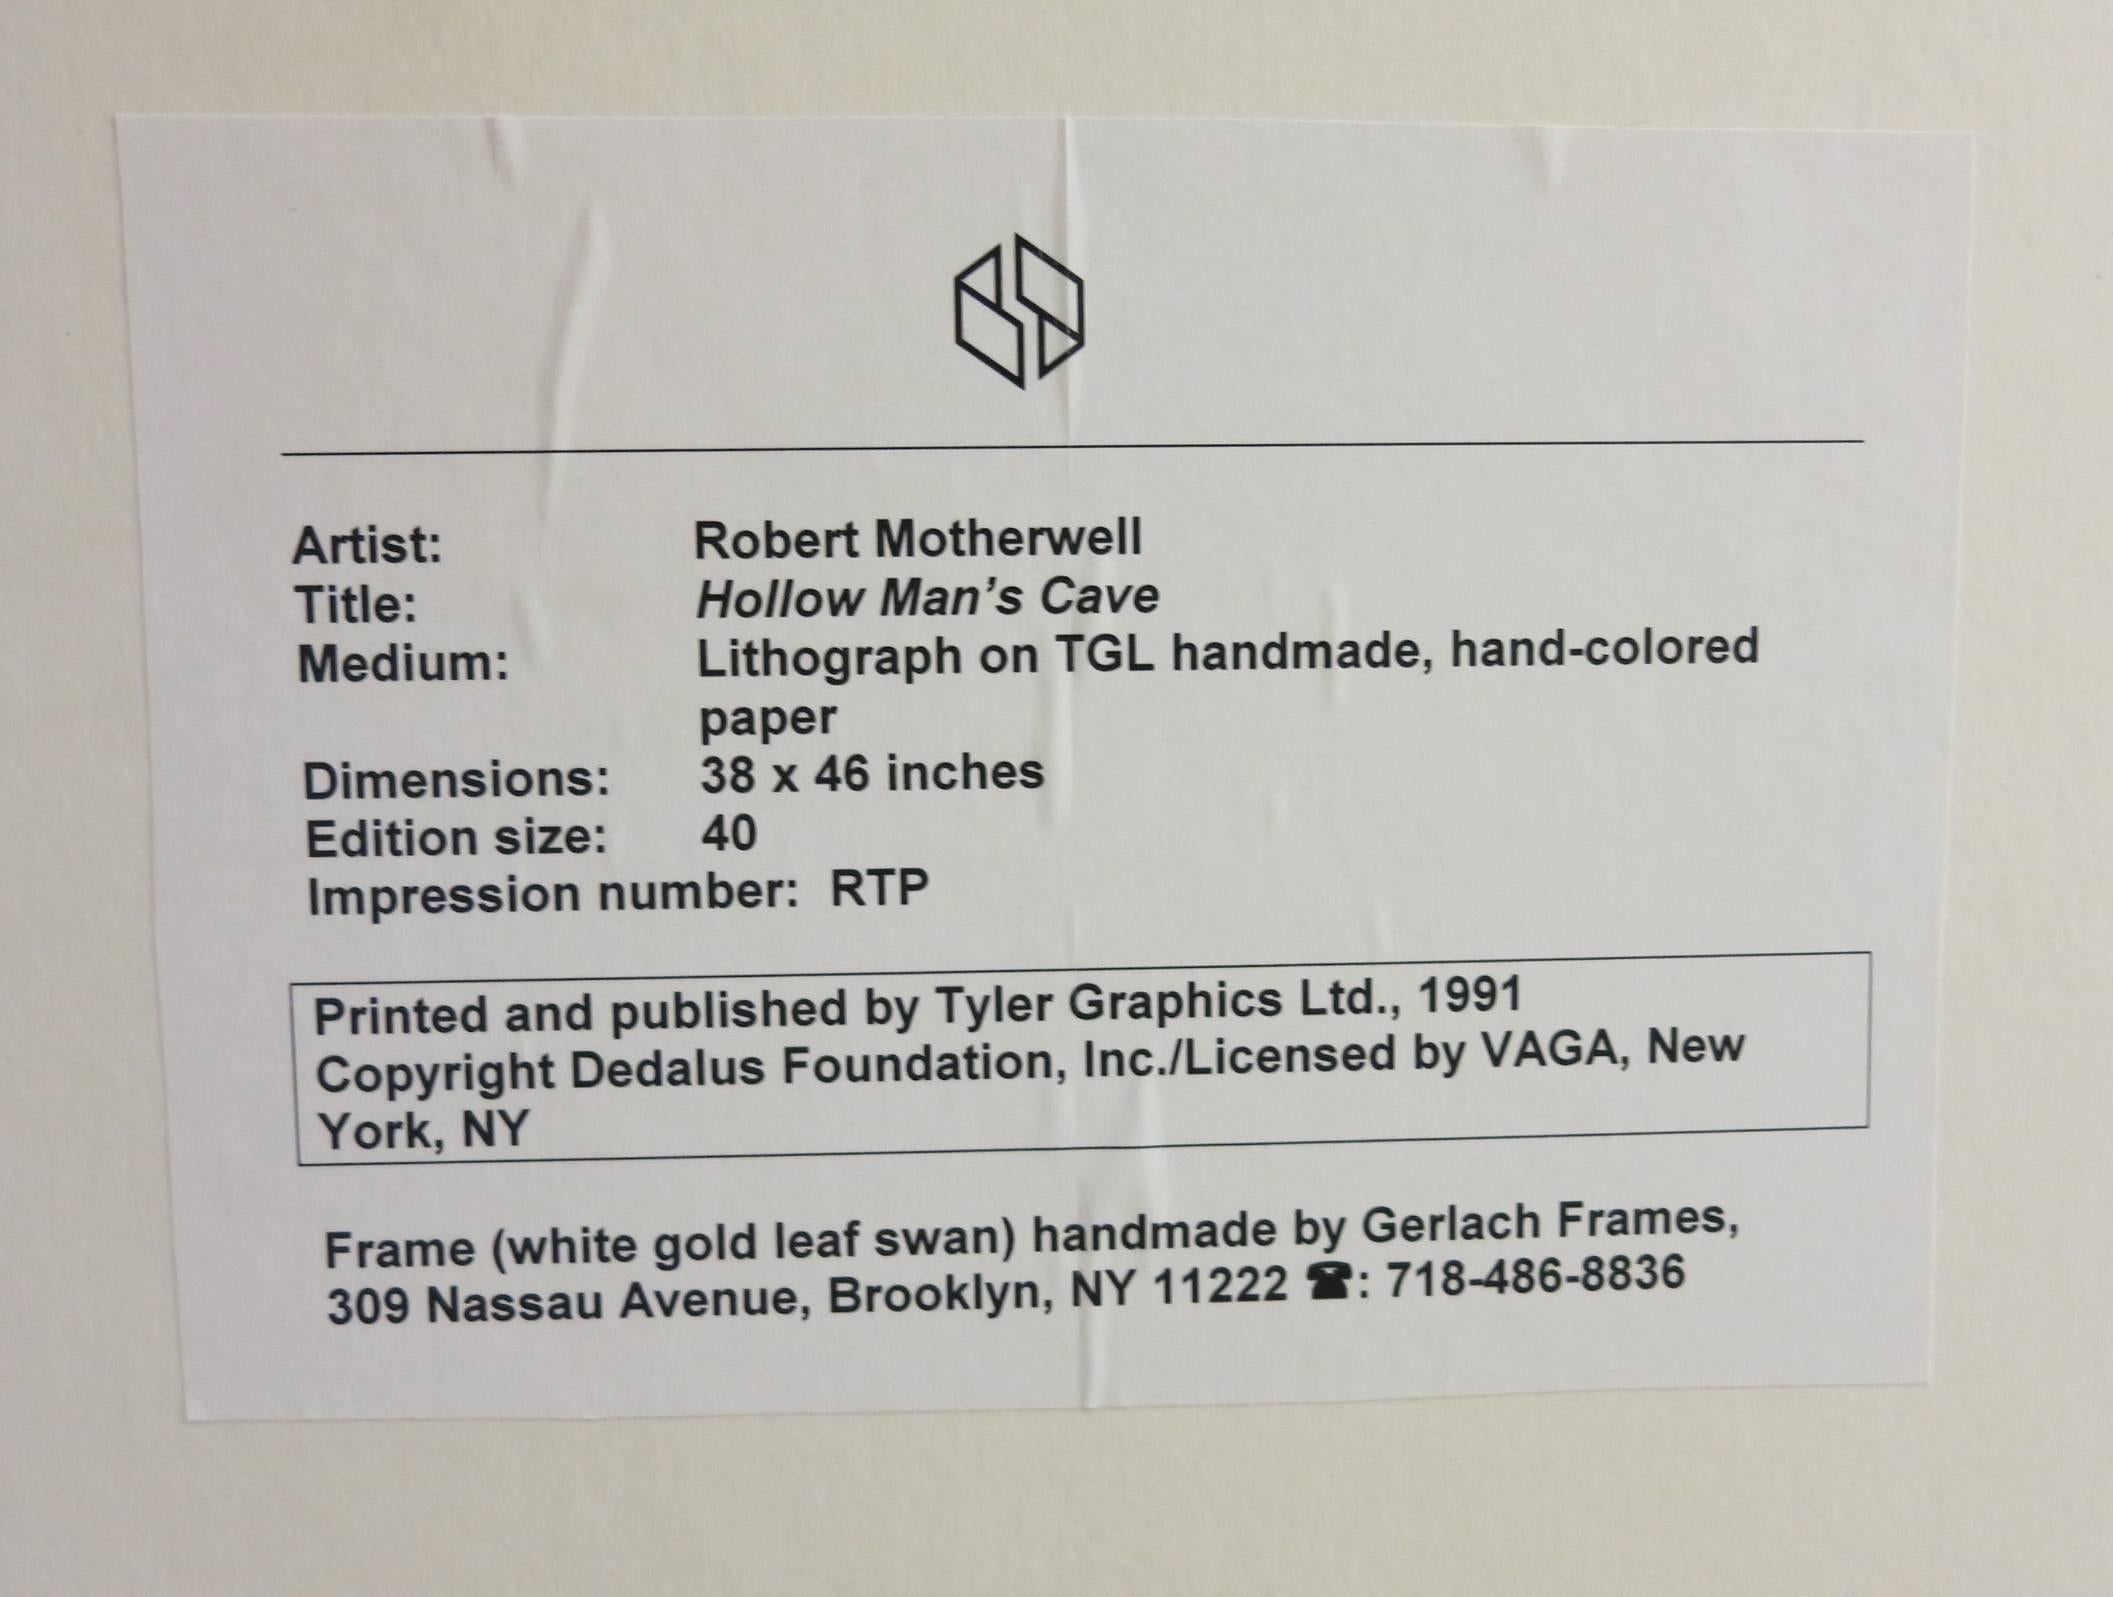 Artist: Robert Motherwell
Title: Hollow Man's Cave
Medium: Lithograph on TGL handmade, hand-colored
paper
Dimensions: 38 x 46 inches
Edition size: 40
Impression number: RTP
Printed and published by Tyler Graphics Ltd., 1991
Copyright Dedalus Foundation, Inc./Licensed by VAGA, New
York, NY
Frame (white gold leaf swan) handmade by Gerlach Frames,
309 Nassau Avenue, Brooklyn, NY 11222 ☎: 718-486-8836